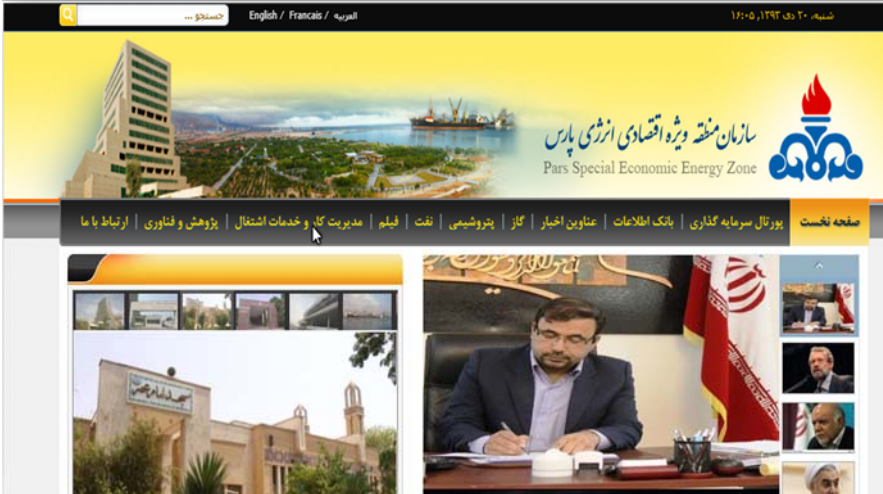 شنبه، ۲۰ دی ۱۳۹۳, ۱۶:۰۵
العربیه / Francais / English
جستجو ...
سازمان منطقه ویژه اقتصادی انرژی پارس
Pars Special Economic Energy Zone
صفحه نخست
پورتال سرمایه گذاری | بانک اطلاعات | عناوین اخبار | گاز | پتروشیمی | نفت | فیلم | مدیریت کار و خدمات اشتغال | پژوهش و فناوری | ارتباط با ما
مسجد امام